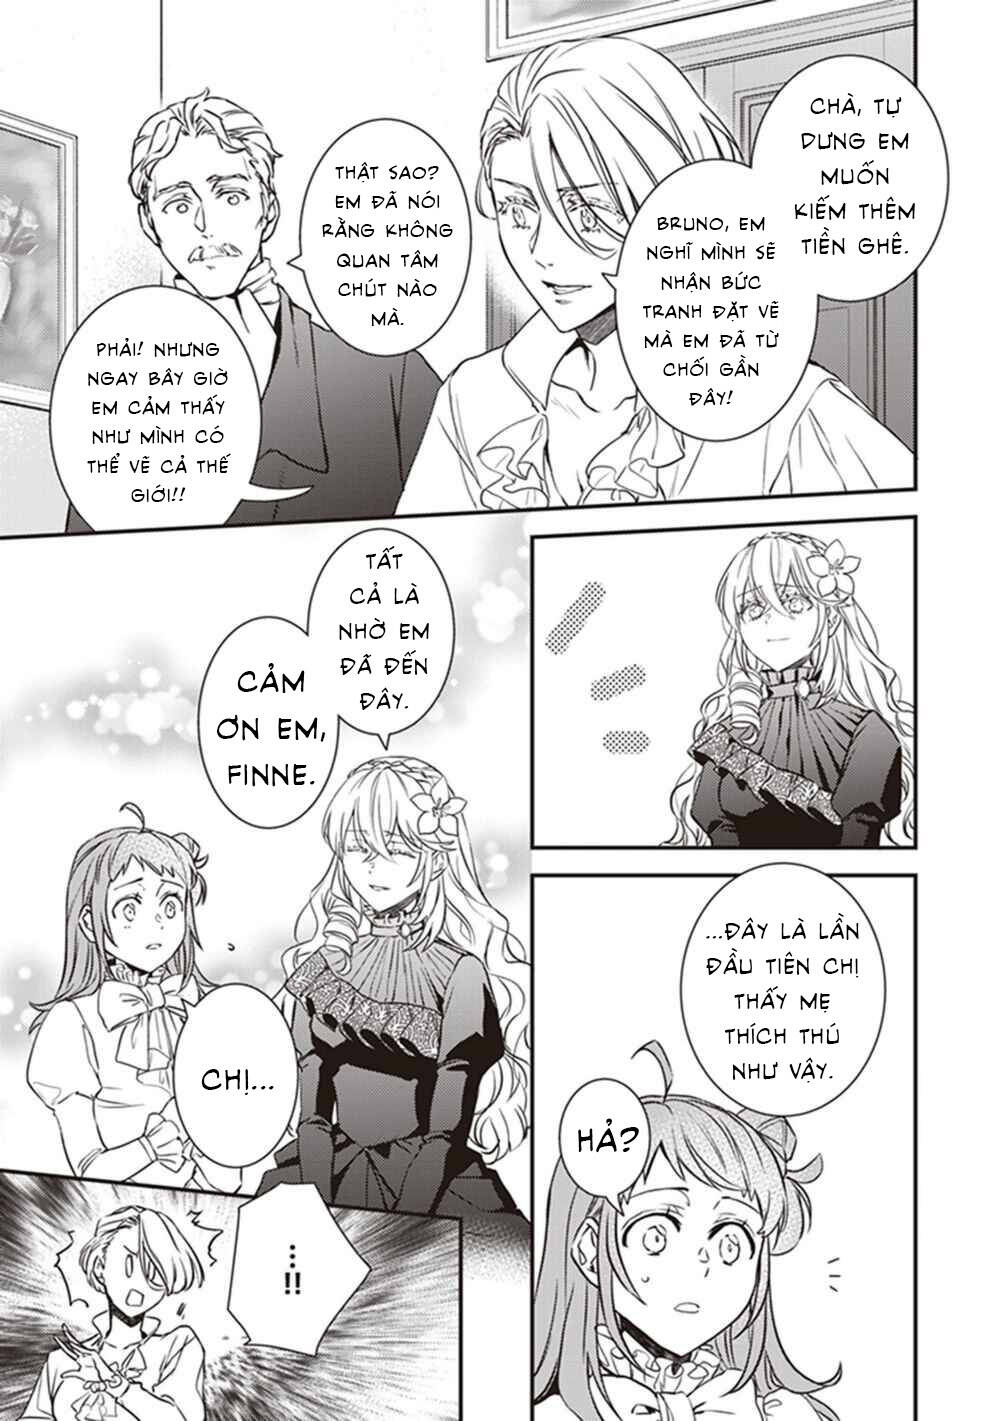 CHÀ, TỰ
DƯNG EM
MUỐN
KIẾM THÊM
TIỀN GHÊ.
BRUNO, EM
NGHĨ MÌNH SẼ
NHẬN BỨC
TRANH ĐẶT VẼ
MÀ EM ĐÃ TỪ
CHỐI GẦN
ĐÂY!
THẬT SAO?
EM ĐÃ NÓI
RẰNG KHÔNG
QUAN TÂM
CHÚT NÀO
MÀ.
PHẢI! NHƯNG
NGAY BÂY GIỜ
EM CẢM THẤY
NHƯ MÌNH CÓ
THỂ VẼ CẢ THẾ
GIỚI!!
...ĐÂY LÀ LẦN
ĐẦU TIÊN CHỊ
THẤY MẸ
THÍCH THÚ
NHƯ VẬY.
HẢ?
TẤT
CẢ LÀ
NHỜ EM
ĐÃ ĐẾN
ĐÂY.
CẢM
ƠN EM,
FINNE.
CHỊ...
...!!